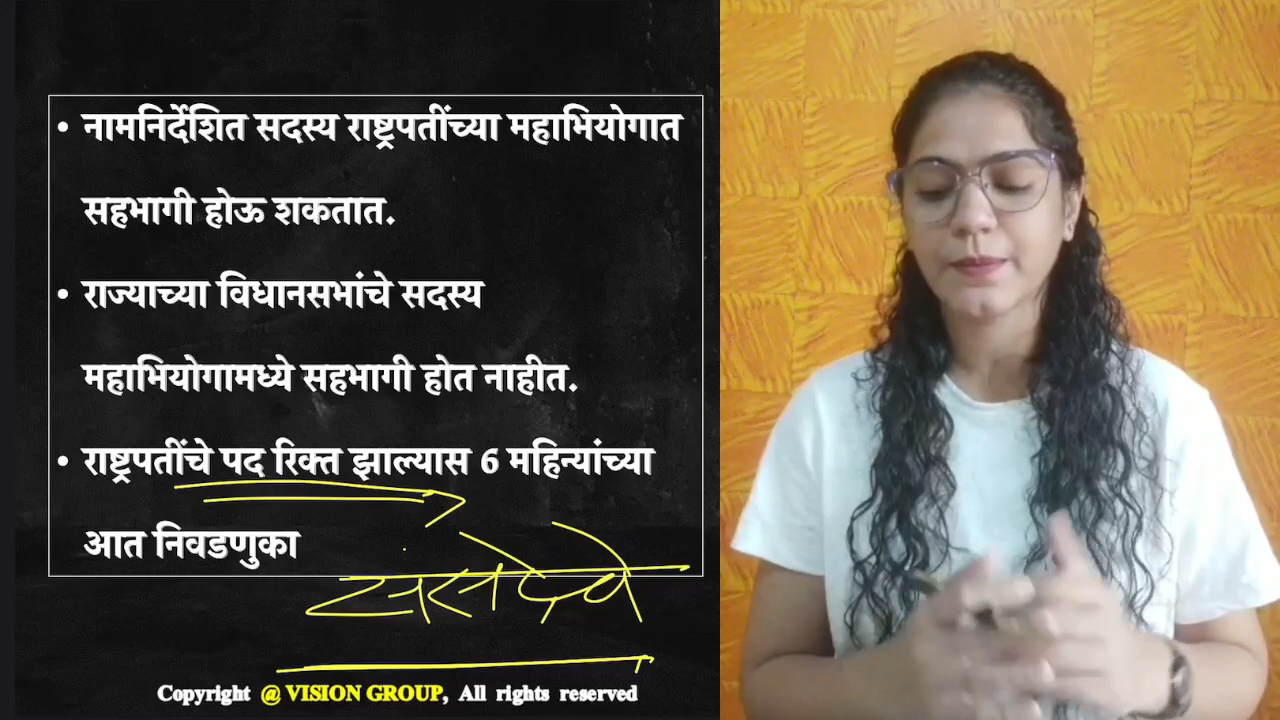 • नामनिर्देशित सदस्य राष्ट्रपतींच्या महाभियोगात
सहभागी होऊ शकतात.
• राज्याच्या विधानसभांचे सदस्य
महाभियोगामध्ये सहभागी होत नाहीत.
• राष्ट्रपतींचे पद रिक्त झाल्यास 6 महिन्यांच्या
आत निवडणुका
Copyright @ VISION GROUP, All rights reserved